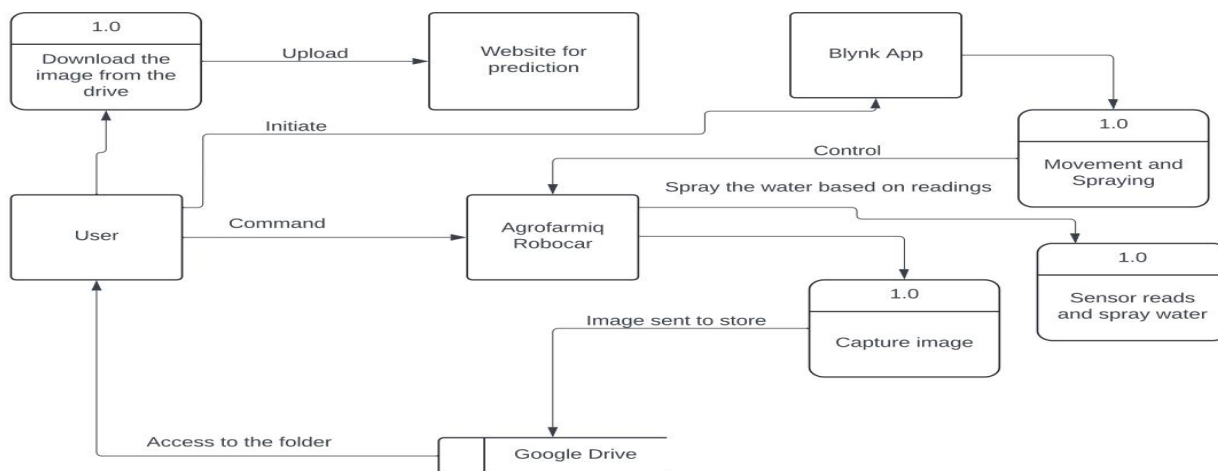 1.0
Download the
image from the
drive
Upload
Website for
prediction
Blynk App
Initiate
1.0
Movement and
Spraying
Control
Spray the water based on readings
User
Command
Agrofarmiq
Robocar
1.0
Sensor reads
and spray water
1.0
Capture image
Image sent to store
Access to the folder
Google Drive